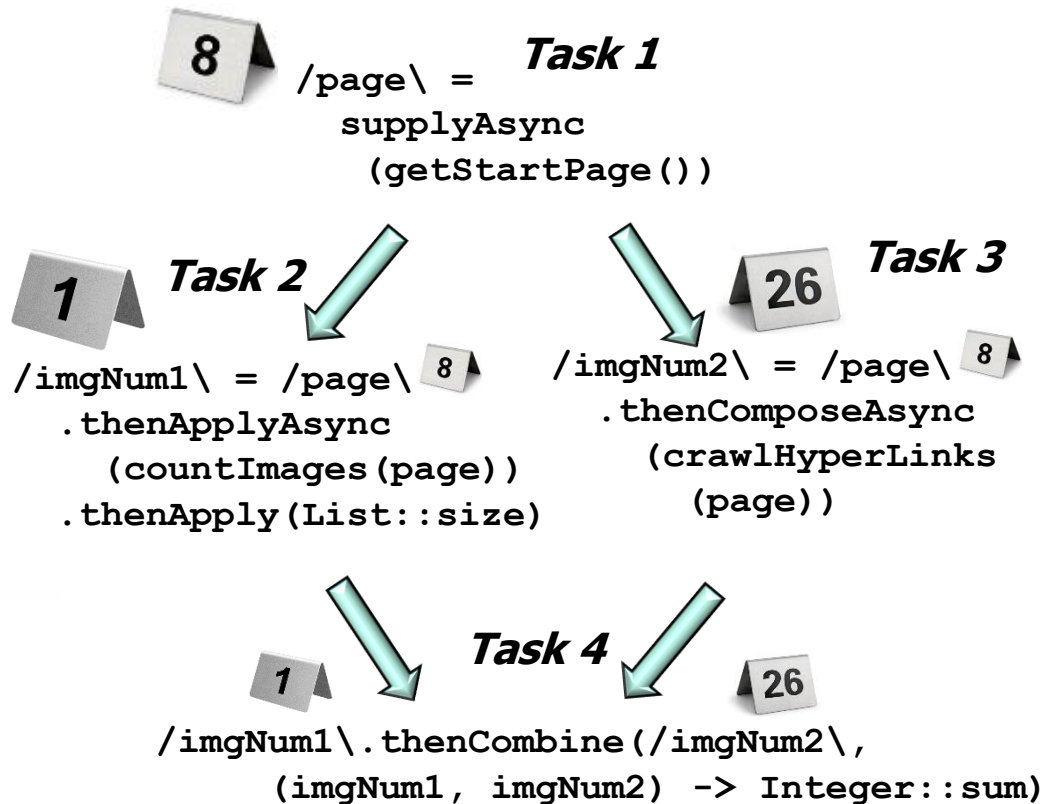 8
Task 1
/page\ =
supplyAsync
(getStartPage())
1
Task 2
/imgNum1\ = /page\ 8
.thenApplyAsync
(countImages(page))
.thenApply(List::size)
26
Task 3
/imgNum2\ = /page\ 8
.thenComposeAsync
(crawlHyperLinks
(page))
Task 4
1
26
/imgNum1\.thenCombine(/imgNum2\,
(imgNum1, imgNum2) -> Integer::sum)